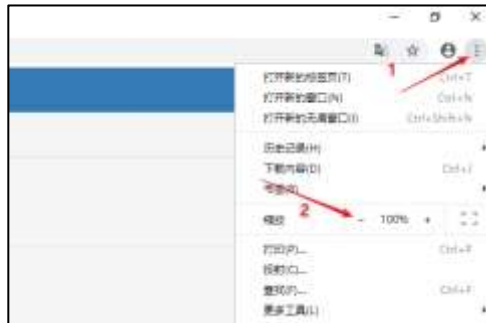 1
打开新的标签页(T) Ctrl+T
打开新的窗口(N) Ctrl+N
打开新的无痕窗口(I) Ctrl+Shift+N
历史记录(H)
下载内容(D) Ctrl+J
书签(B)
2
缩放 - 100% +
打印(P)... Ctrl+P
投射(C)...
查找(F)... Ctrl+F
更多工具(L)